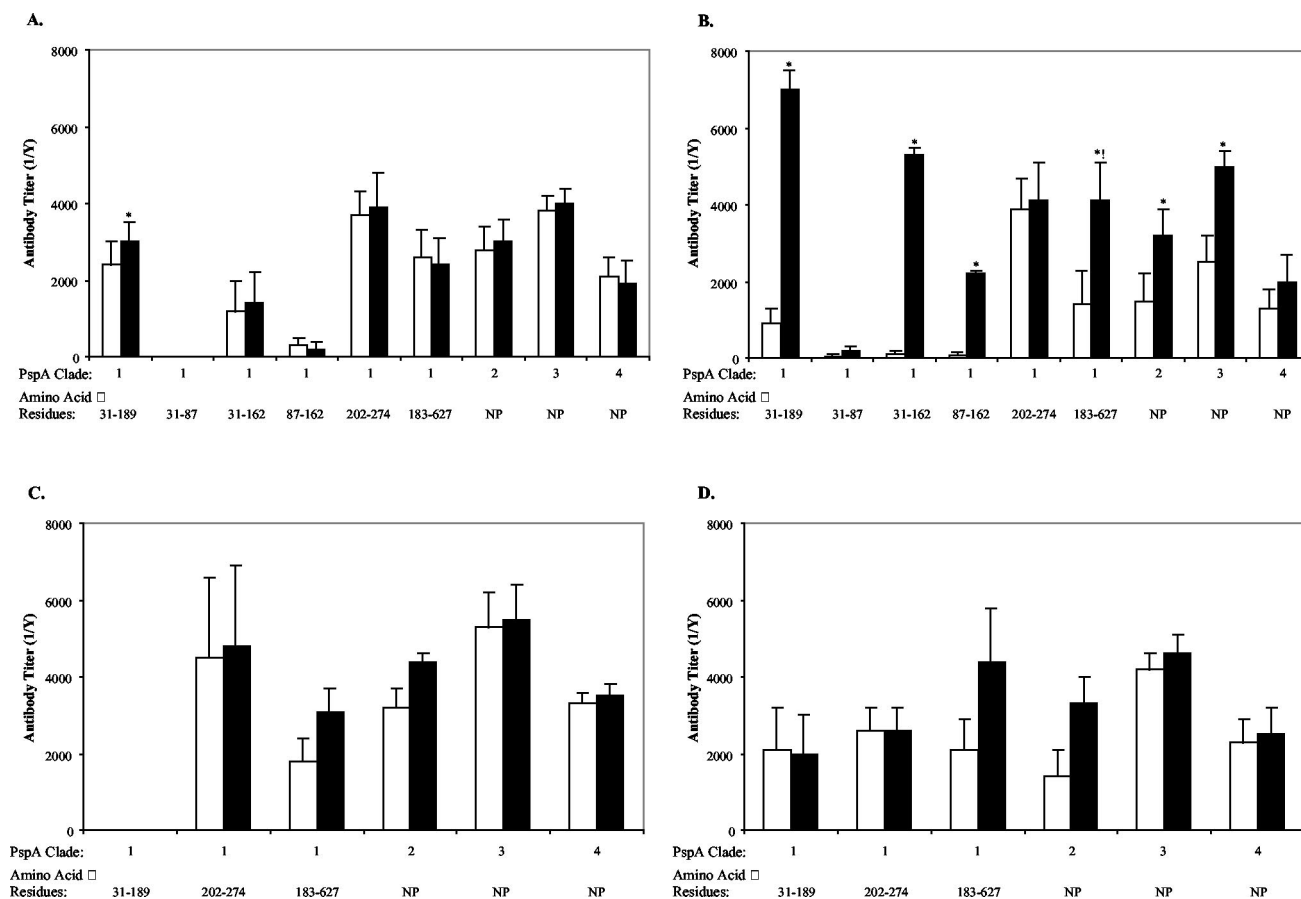 A.
8000
6000
4000
2000
0
Antibody Titer (1/Y)
*
PspA Clade: 1 1 1 1 1 1 2 3 4
Amino Acid □
Residues: 31-189 31-87 31-162 87-162 202-274 183-627 NP NP NP
B.
8000
6000
4000
2000
0
Antibody Titer (1/Y)
* * * *! * *
PspA Clade: 1 1 1 1 1 1 2 3 4
Amino Acid □
Residues: 31-189 31-87 31-162 87-162 202-274 183-627 NP NP NP
C.
8000
6000
4000
2000
0
Antibody Titer (1/Y)
PspA Clade: 1 1 1 2 3 4
Amino Acid □
Residues: 31-189 202-274 183-627 NP NP NP
D.
8000
6000
4000
2000
0
Antibody Titer (1/Y)
PspA Clade: 1 1 1 2 3 4
Amino Acid □
Residues: 31-189 202-274 183-627 NP NP NP